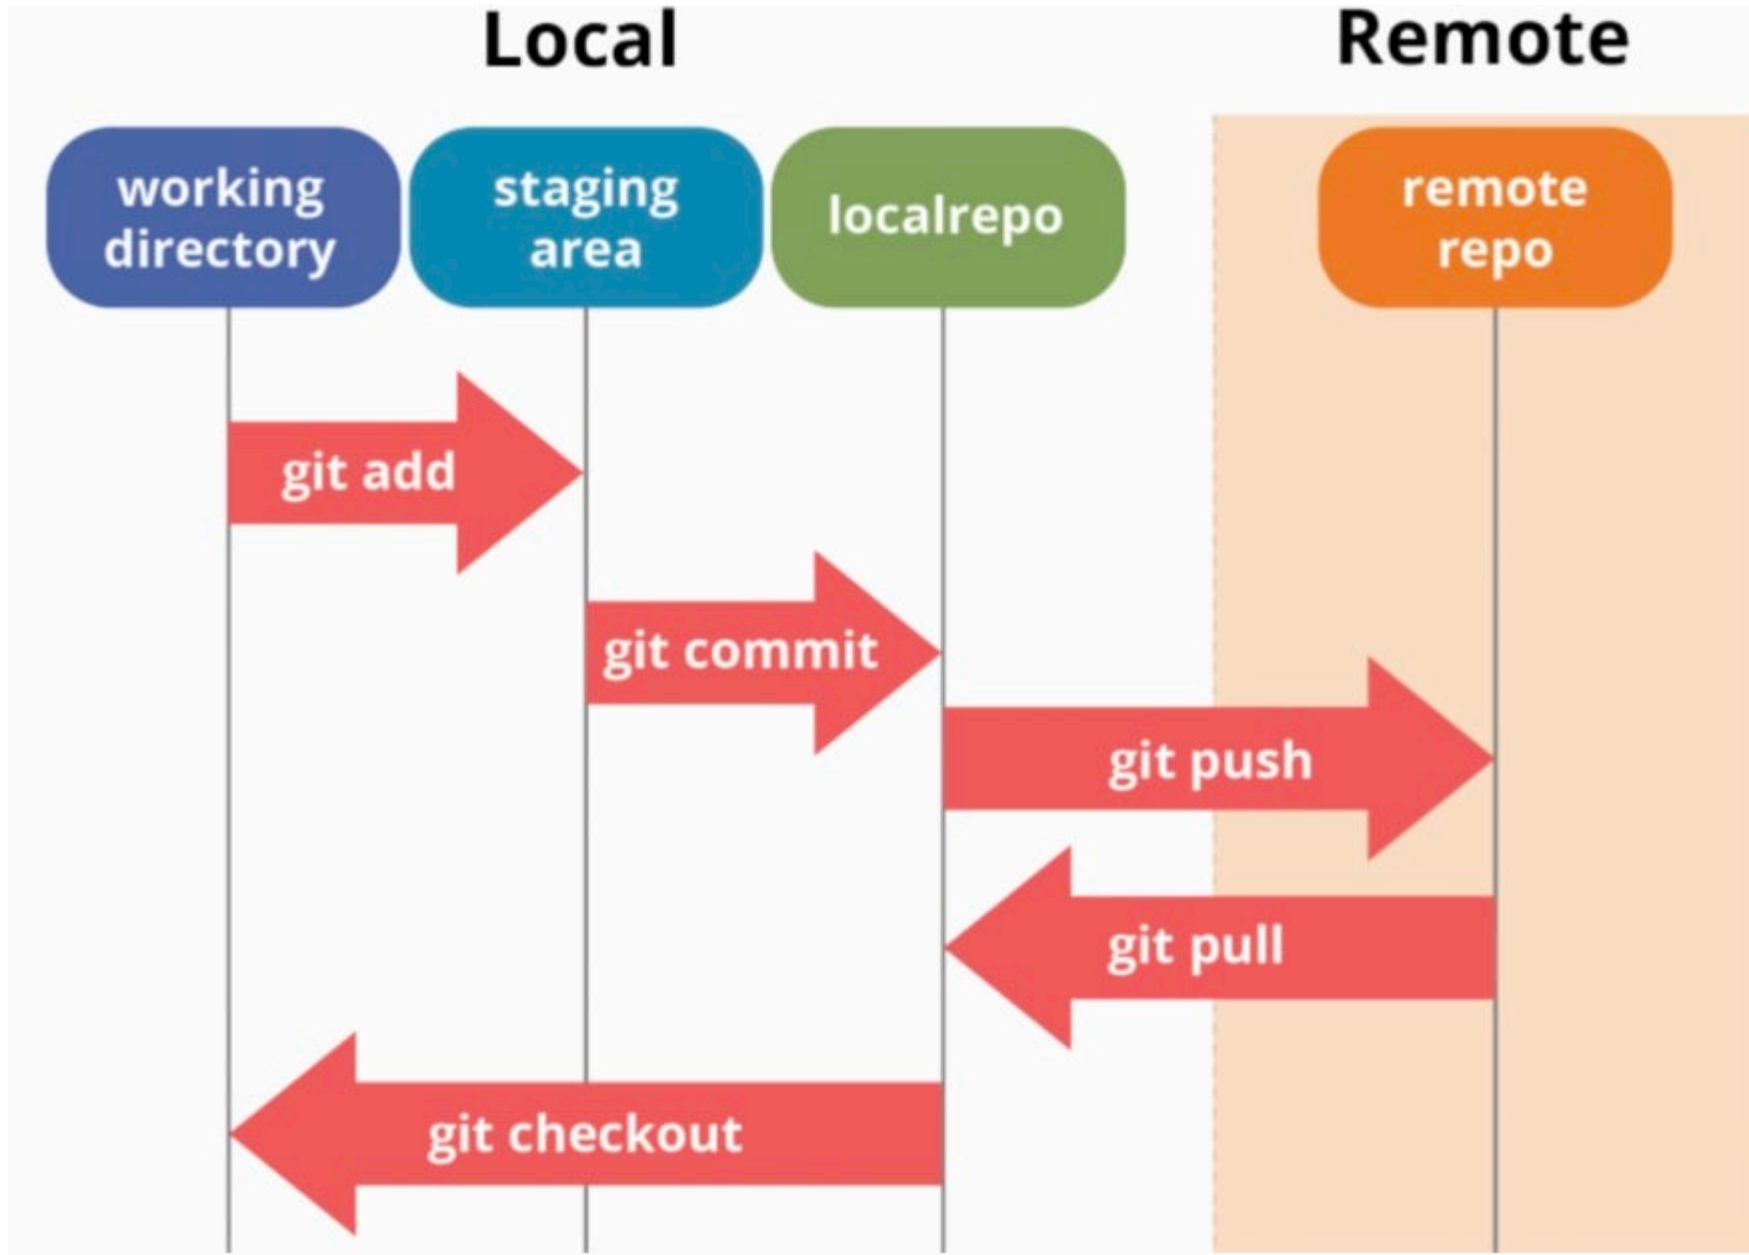 Local
Remote
working
directory
staging
area
localrepo
remote
repo
git add
git commit
git push
git pull
git checkout